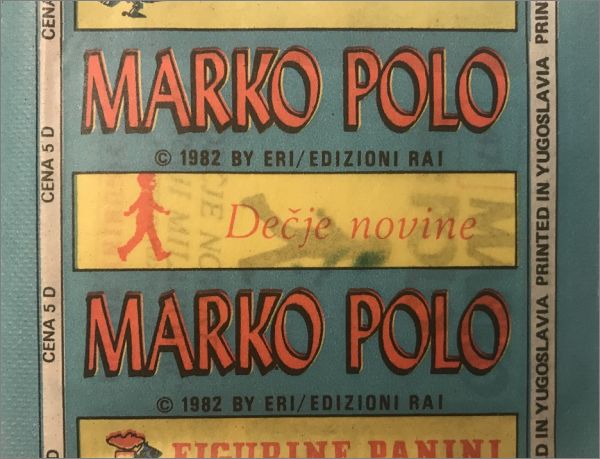 MARKO POLO
© 1982 BY ERI/EDIZIONI RAI
Dečje novine
MARKO POLO
© 1982 BY ERI/EDIZIONI RAI
FIGURINE PANINI
CENA 5 D
CENA 5 D
PRINTED IN YUGOSLAVIA
PRINTED IN YUGOSLAVIA